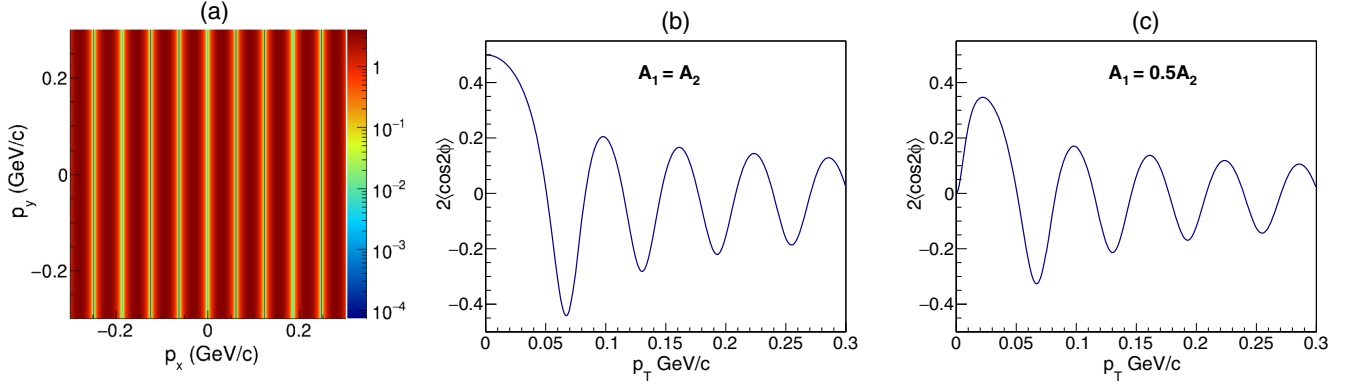 (a)
0.2
0
−0.2
p_y (GeV/c)
−0.2 0 0.2
p_x (GeV/c)
1
10^−1
10^−2
10^−3
10^−4
(b)
A_1 = A_2
2⟨cos2ϕ⟩
0.4
0.2
0
−0.2
−0.4
0 0.05 0.1 0.15 0.2 0.25 0.3
p_T GeV/c
(c)
A_1 = 0.5A_2
2⟨cos2ϕ⟩
0.4
0.2
0
−0.2
−0.4
0 0.05 0.1 0.15 0.2 0.25 0.3
p_T GeV/c